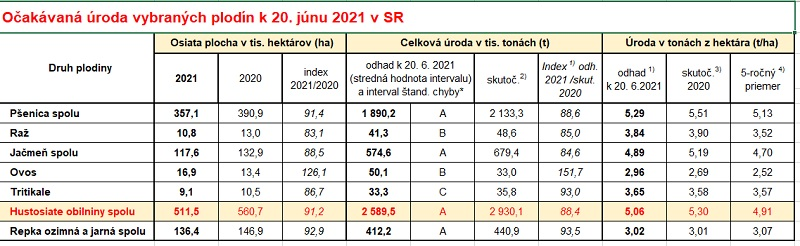 Očakávaná úroda vybraných plodín k 20. júnu 2021 v SR
Druh plodiny
Osiata plocha v tis. hektárov (ha)
Celková úroda v tis. tonách (t)
Úroda v tonách z hektára (t/ha)
2021 2020 index 2021/2020
odhad k 20. 6. 2021
(stredná hodnota intervalu)
a interval štand. chyby*
skutoč. 2)
Index 1) odh.
2021 /skut.
2020
odhad 1)
k 20. 6.2021
skutoč. 3)
2020
5-ročný 4)
priemer
Pšenica spolu 357,1 390,9 91,4 1 890,2 A 2 133,3 88,6 5,29 5,51 5,13
Raž 10,8 13,0 83,1 41,3 B 48,6 85,0 3,84 3,90 3,52
Jačmeň spolu 117,6 132,9 88,5 574,6 A 679,4 84,6 4,89 5,19 4,70
Ovos 16,9 13,4 126,1 50,1 B 33,0 151,7 2,96 2,69 2,52
Tritikale 9,1 10,5 86,7 33,3 C 35,8 93,0 3,65 3,58 3,57
Hustosiate obilniny spolu 511,5 560,7 91,2 2 589,5 A 2 930,1 88,4 5,06 5,30 4,91
Repka ozimná a jarná spolu 136,4 146,9 92,9 412,2 A 440,9 93,5 3,02 3,01 3,07